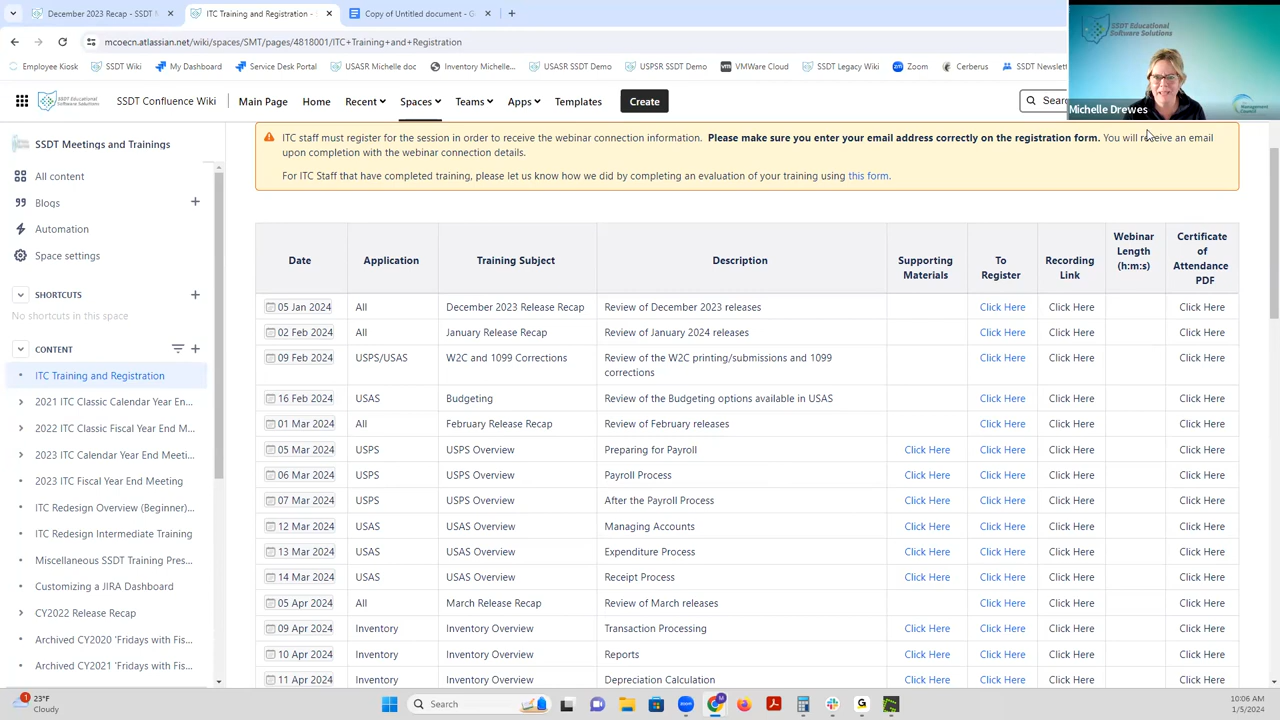 December 2023 Recap - SSDT
ITC Training and Registration -
Copy of Untitled document - G
mcoecn.atlassian.net/wiki/spaces/SMT/pages/4818001/ITC+Training+and+Registration
Employee Kiosk
SSDT Wiki
My Dashboard
Service Desk Portal
USASR Michelle doc
Inventory Michelle...
USASR SSDT Demo
USPSR SSDT Demo
VMWare Cloud
SSDT Legacy Wiki
Zoom
Cerberus
SSDT Newslet
SSDT Educational
Software Solutions
Michelle Drewes
Management
Council
SSDT Confluence Wiki
Main Page
Home
Recent
Spaces
Teams
Apps
Templates
Create
Sear
SSDT Meetings and Trainings
All content
Blogs
Automation
Space settings
SHORTCUTS
No shortcuts in this space
CONTENT
ITC Training and Registration
2021 ITC Classic Calendar Year En...
2022 ITC Classic Fiscal Year End M...
2023 ITC Calendar Year End Meeti...
2023 ITC Fiscal Year End Meeting
ITC Redesign Overview (Beginner)...
ITC Redesign Intermediate Training
Miscellaneous SSDT Training Pres...
Customizing a JIRA Dashboard
CY2022 Release Recap
Archived CY2020 'Fridays with Fis...
Archived CY2021 'Fridays with Fis...
ITC staff must register for the session in order to receive the webinar connection information. Please make sure you enter your email address correctly on the registration form. You will receive an email
upon completion with the webinar connection details.
For ITC Staff that have completed training, please let us know how we did by completing an evaluation of your training using this form.
Date Application Training Subject Description Supporting Materials To Register Recording Link Webinar Length (h:m:s) Certificate of Attendance PDF
05 Jan 2024 All December 2023 Release Recap Review of December 2023 releases Click Here Click Here Click Here
02 Feb 2024 All January Release Recap Review of January 2024 releases Click Here Click Here Click Here
09 Feb 2024 USPS/USAS W2C and 1099 Corrections Review of the W2C printing/submissions and 1099 corrections Click Here Click Here Click Here
16 Feb 2024 USAS Budgeting Review of the Budgeting options available in USAS Click Here Click Here Click Here
01 Mar 2024 All February Release Recap Review of February releases Click Here Click Here Click Here
05 Mar 2024 USPS USPS Overview Preparing for Payroll Click Here Click Here Click Here Click Here
06 Mar 2024 USPS USPS Overview Payroll Process Click Here Click Here Click Here Click Here
07 Mar 2024 USPS USPS Overview After the Payroll Process Click Here Click Here Click Here Click Here
12 Mar 2024 USAS USAS Overview Managing Accounts Click Here Click Here Click Here Click Here
13 Mar 2024 USAS USAS Overview Expenditure Process Click Here Click Here Click Here Click Here
14 Mar 2024 USAS USAS Overview Receipt Process Click Here Click Here Click Here Click Here
05 Apr 2024 All March Release Recap Review of March releases Click Here Click Here Click Here
09 Apr 2024 Inventory Inventory Overview Transaction Processing Click Here Click Here Click Here Click Here
10 Apr 2024 Inventory Inventory Overview Reports Click Here Click Here Click Here Click Here
11 Apr 2024 Inventory Inventory Overview Depreciation Calculation Click Here Click Here Click Here Click Here
1
23°F
Cloudy
Search
10:06 AM
1/5/2024